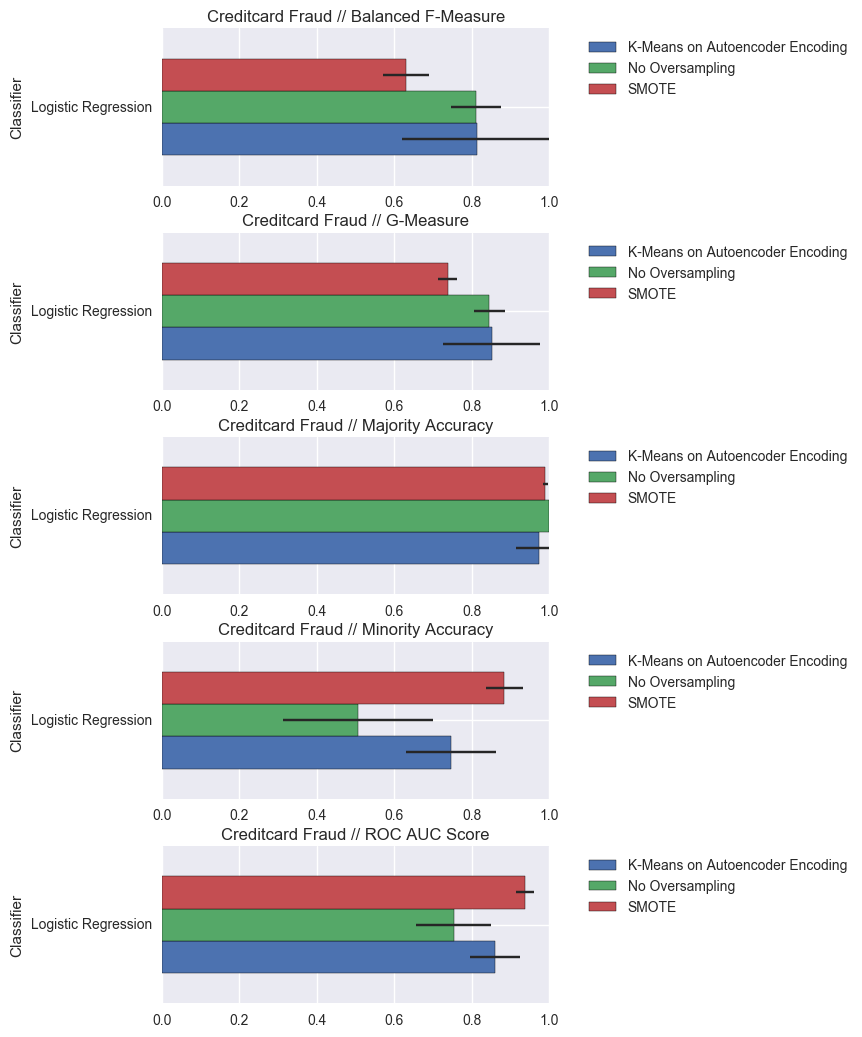 Creditcard Fraud // Balanced F-Measure
K-Means on Autoencoder Encoding
No Oversampling
SMOTE
Classifier
Logistic Regression
0.0 0.2 0.4 0.6 0.8 1.0
Creditcard Fraud // G-Measure
K-Means on Autoencoder Encoding
No Oversampling
SMOTE
Classifier
Logistic Regression
0.0 0.2 0.4 0.6 0.8 1.0
Creditcard Fraud // Majority Accuracy
K-Means on Autoencoder Encoding
No Oversampling
SMOTE
Classifier
Logistic Regression
0.0 0.2 0.4 0.6 0.8 1.0
Creditcard Fraud // Minority Accuracy
K-Means on Autoencoder Encoding
No Oversampling
SMOTE
Classifier
Logistic Regression
0.0 0.2 0.4 0.6 0.8 1.0
Creditcard Fraud // ROC AUC Score
K-Means on Autoencoder Encoding
No Oversampling
SMOTE
Classifier
Logistic Regression
0.0 0.2 0.4 0.6 0.8 1.0